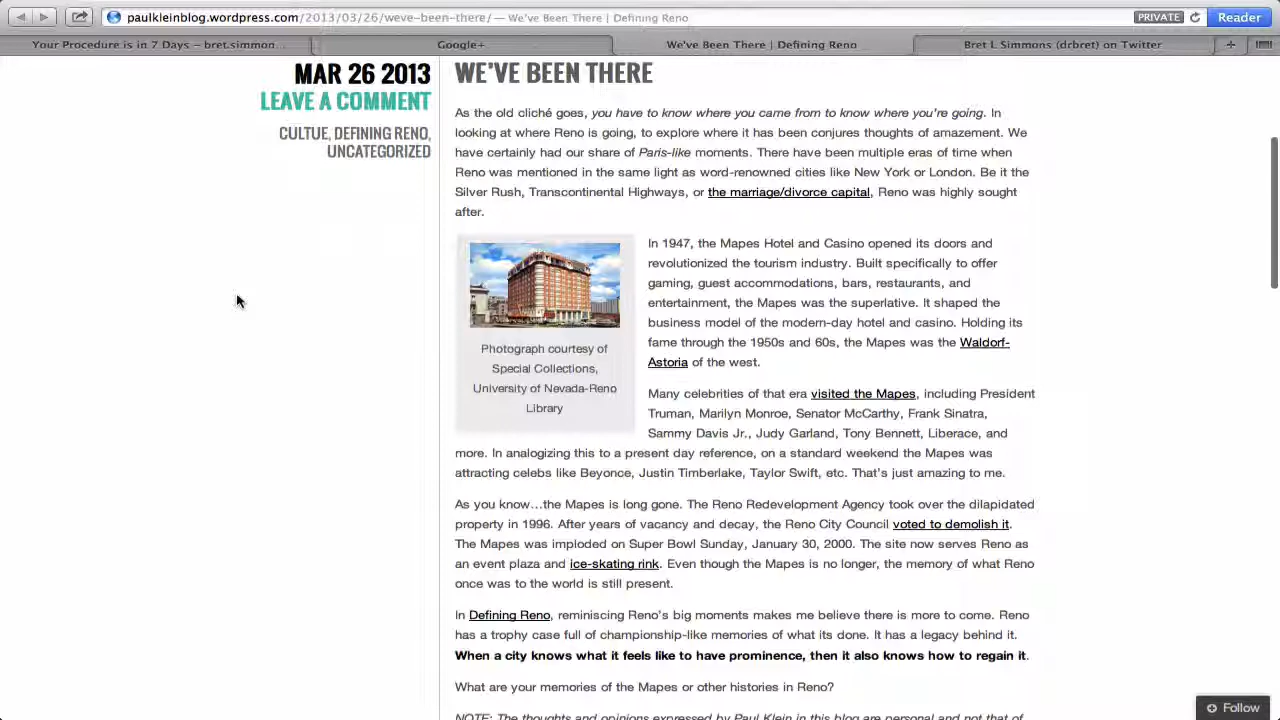 paulkleinblog.wordpress.com/2013/03/26/weve-been-there/ — We've Been There | Defining Reno
PRIVATE
Reader
Your Procedure is in 7 Days – bret.simmon...
Google+
We've Been There | Defining Reno
Bret L Simmons (drbret) on Twitter
MAR 26 2013
LEAVE A COMMENT
CULTUE, DEFINING RENO,
UNCATEGORIZED
WE'VE BEEN THERE
As the old cliché goes, you have to know where you came from to know where you're going. In
looking at where Reno is going, to explore where it has been conjures thoughts of amazement. We
have certainly had our share of Paris-like moments. There have been multiple eras of time when
Reno was mentioned in the same light as word-renowned cities like New York or London. Be it the
Silver Rush, Transcontinental Highways, or the marriage/divorce capital, Reno was highly sought
after.
Photograph courtesy of
Special Collections,
University of Nevada-Reno
Library
In 1947, the Mapes Hotel and Casino opened its doors and
revolutionized the tourism industry. Built specifically to offer
gaming, guest accommodations, bars, restaurants, and
entertainment, the Mapes was the superlative. It shaped the
business model of the modern-day hotel and casino. Holding its
fame through the 1950s and 60s, the Mapes was the Waldorf-
Astoria of the west.
Many celebrities of that era visited the Mapes, including President
Truman, Marilyn Monroe, Senator McCarthy, Frank Sinatra,
Sammy Davis Jr., Judy Garland, Tony Bennett, Liberace, and
more. In analogizing this to a present day reference, on a standard weekend the Mapes was
attracting celebs like Beyonce, Justin Timberlake, Taylor Swift, etc. That's just amazing to me.
As you know…the Mapes is long gone. The Reno Redevelopment Agency took over the dilapidated
property in 1996. After years of vacancy and decay, the Reno City Council voted to demolish it.
The Mapes was imploded on Super Bowl Sunday, January 30, 2000. The site now serves Reno as
an event plaza and ice-skating rink. Even though the Mapes is no longer, the memory of what Reno
once was to the world is still present.
In Defining Reno, reminiscing Reno's big moments makes me believe there is more to come. Reno
has a trophy case full of championship-like memories of what its done. It has a legacy behind it.
When a city knows what it feels like to have prominence, then it also knows how to regain it.
What are your memories of the Mapes or other histories in Reno?
NOTE: The thoughts and opinions expressed by Paul Klein in this blog are personal and not that of
Follow